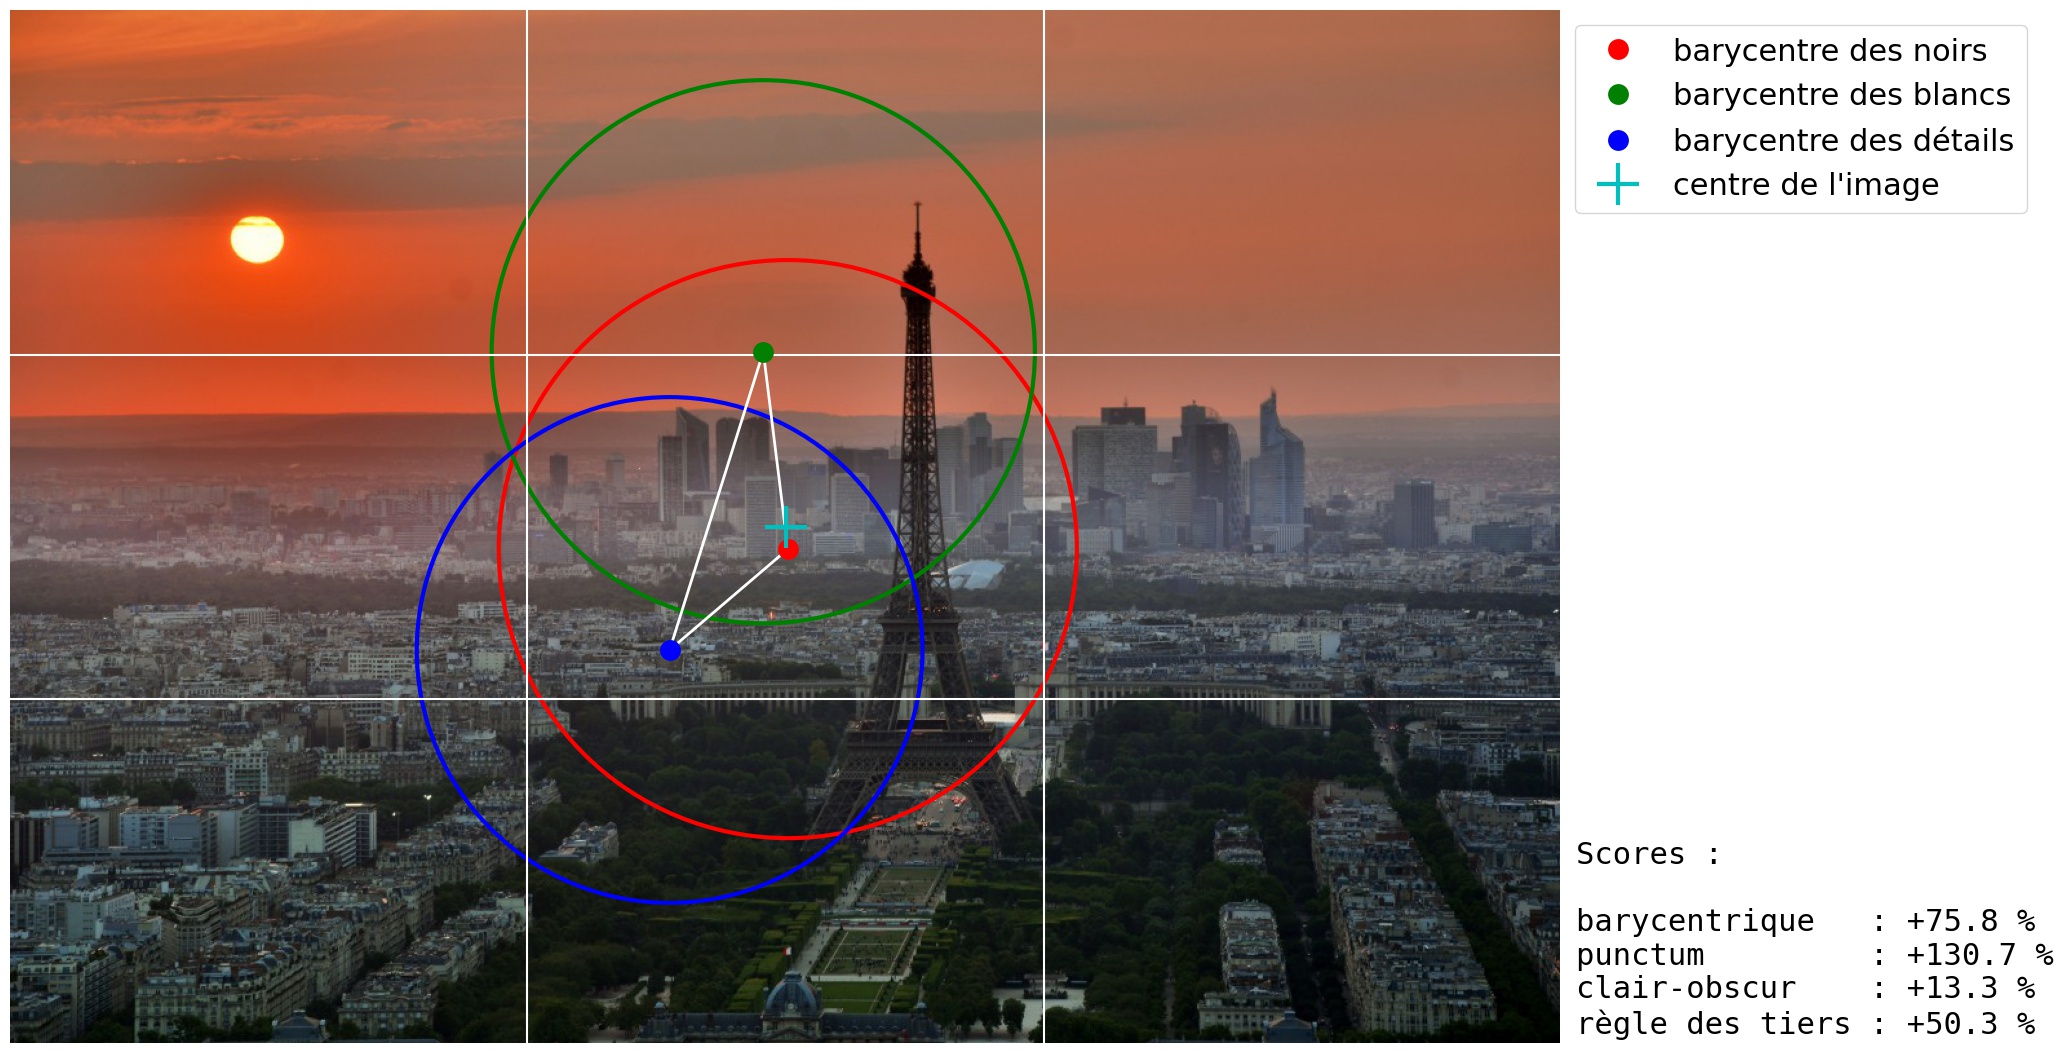 barycentre des noirs
barycentre des blancs
barycentre des détails
centre de l'image
Scores :
barycentrique : +75.8 %
punctum : +130.7 %
clair-obscur : +13.3 %
règle des tiers : +50.3 %